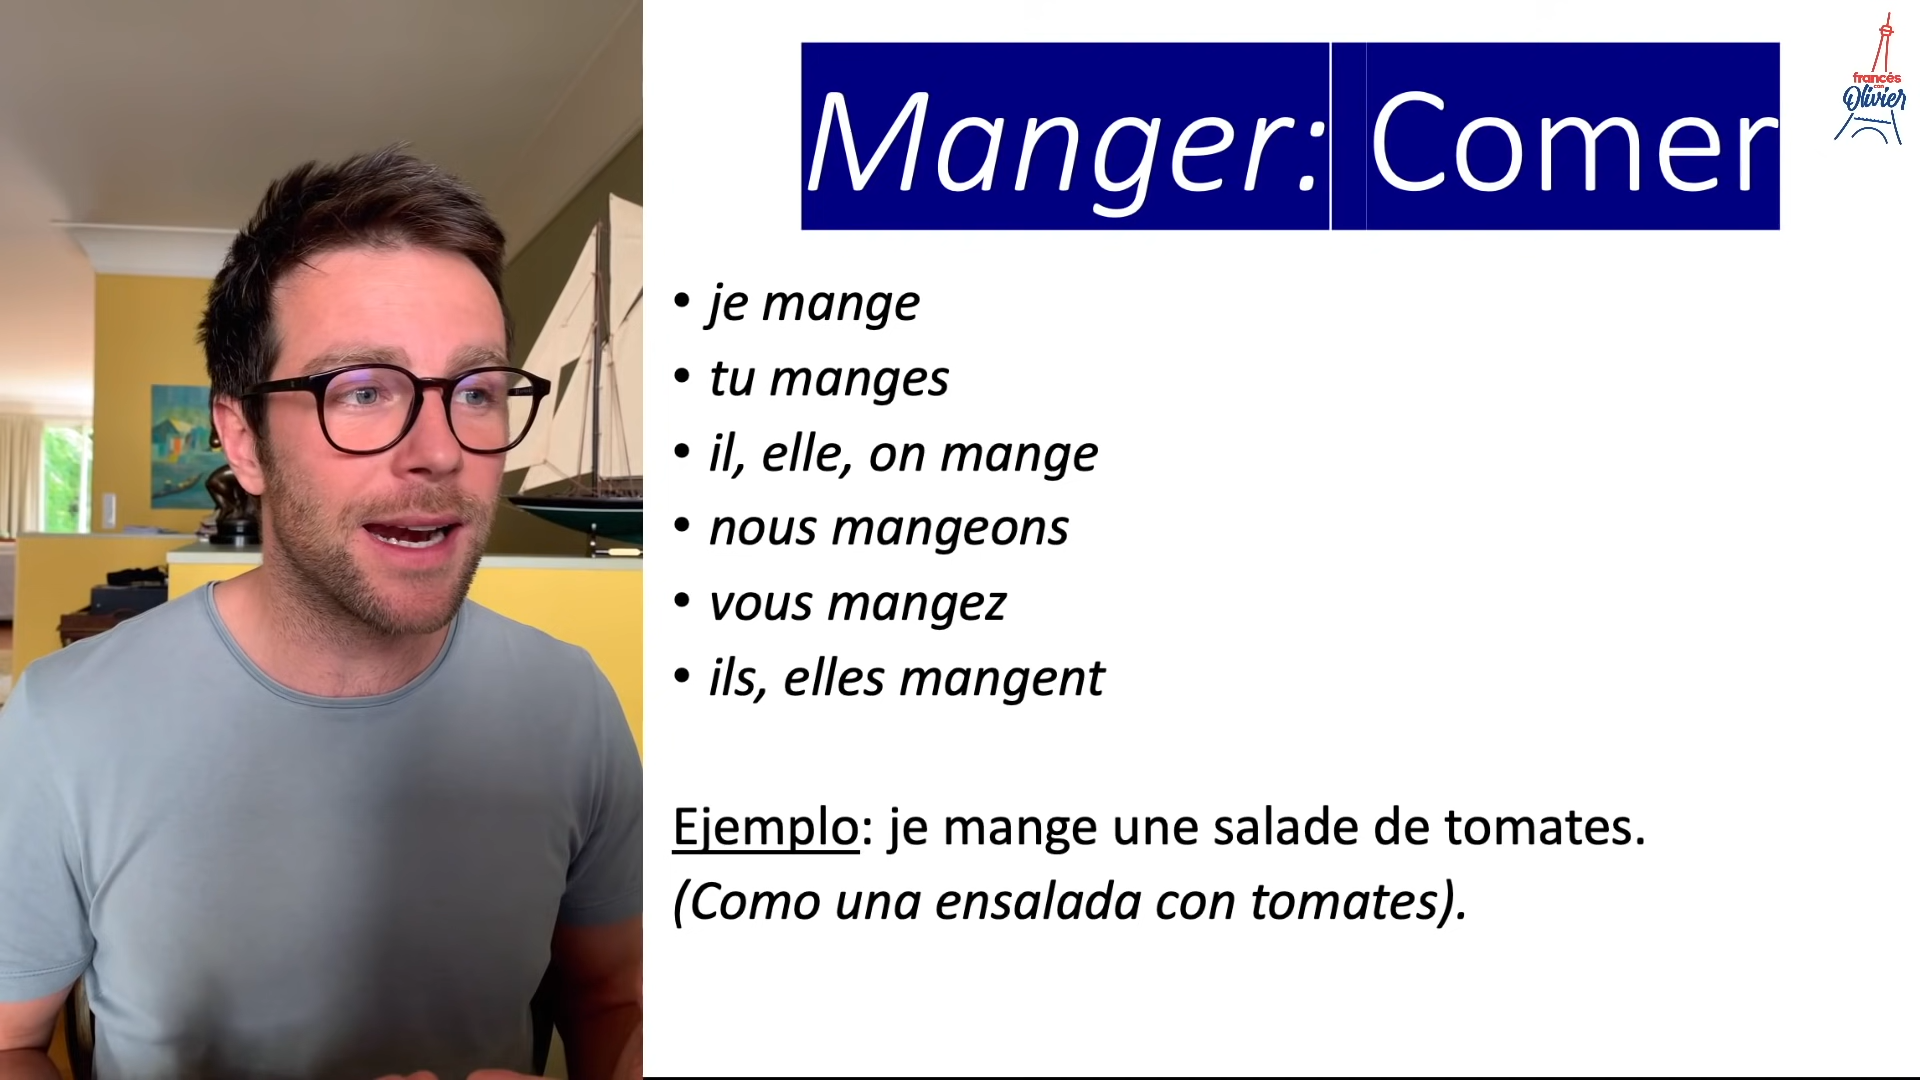 Manger: Comer
francés
con
Olivier
• je mange
• tu manges
• il, elle, on mange
• nous mangeons
• vous mangez
• ils, elles mangent
Ejemplo: je mange une salade de tomates.
(Como una ensalada con tomates).